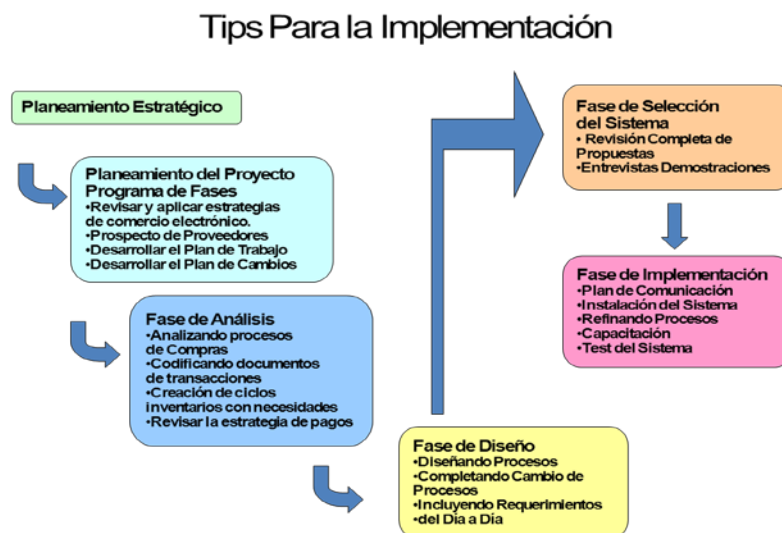 Tips Para la Implementación
Planeamiento Estratégico
Planeamiento del Proyecto
Programa de Fases
•Revisar y aplicar estrategias
de comercio electrónico.
•Prospecto de Proveedores
•Desarrollar el Plan de Trabajo
•Desarrollar el Plan de Cambios
Fase de Análisis
•Analizando procesos
de Compras
•Codificando documentos
de transacciones
•Creación de ciclos
inventarios con necesidades
•Revisar la estrategia de pagos
Fase de Diseño
•Diseñando Procesos
•Completando Cambio de
Procesos
•Incluyendo Requerimientos
•del Dia a Dia
Fase de Selección
del Sistema
• Revisión Completa de
Propuestas
•Entrevistas Demostraciones
Fase de Implementación
•Plan de Comunicación
•Instalación del Sistema
•Refinando Procesos
•Capacitación
•Test del Sistema